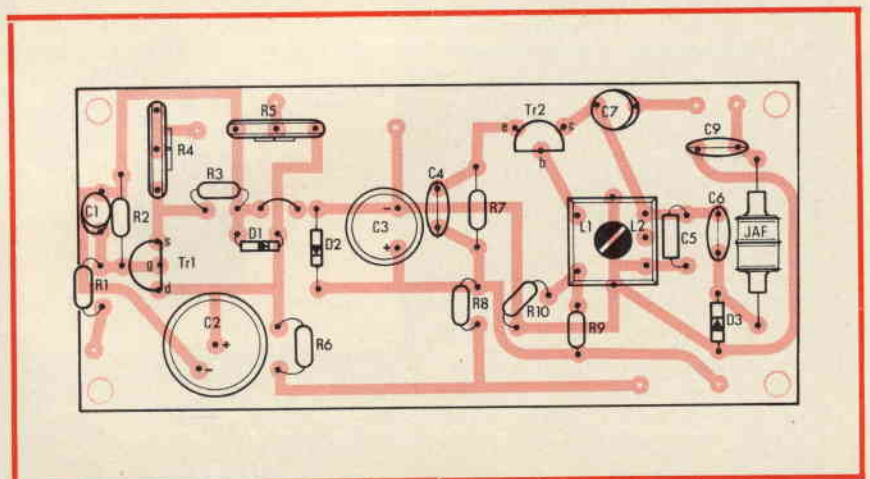 R4
R5
Tr2
C7
C9
e
c
b
R3
C4
C1
R2
R7
L1
L2
C6
C5
JAF
D1
D2
C3
-
+
s
g
d
Tr1
R1
C2
+
-
R6
R8
R10
R9
D3